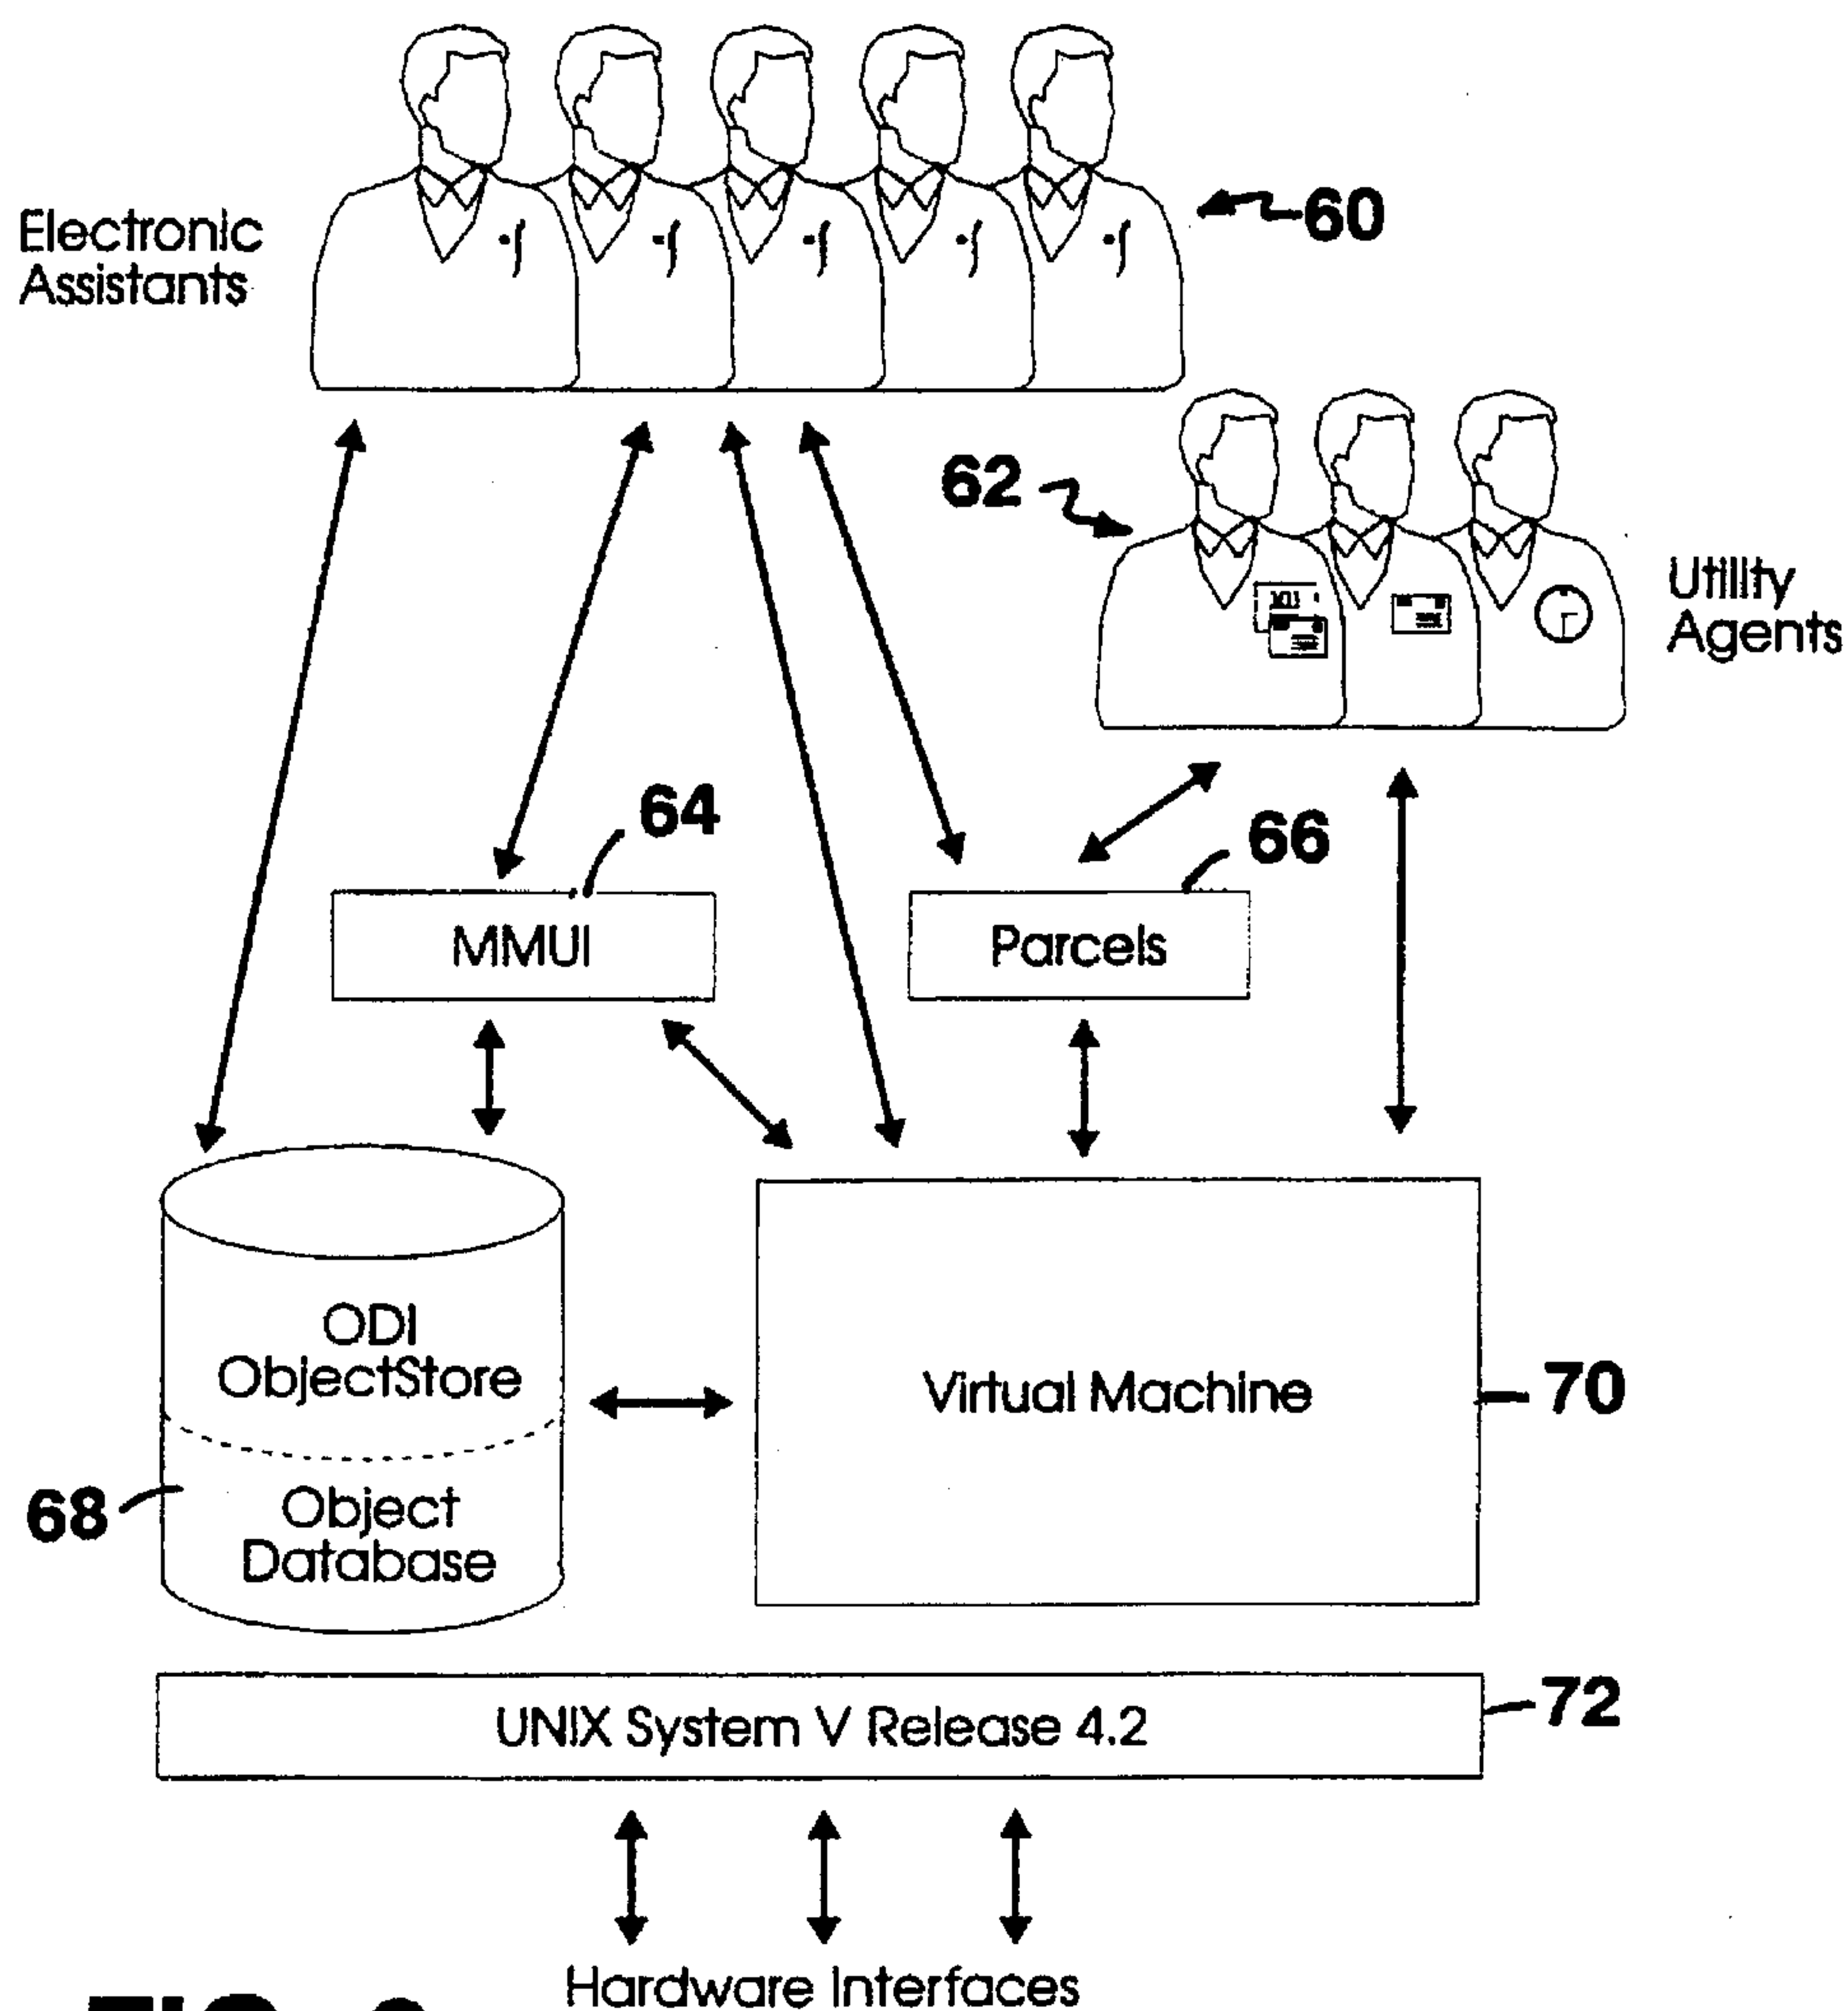 60
Electronic
Assistants
62
Utility
Agents
64
66
MMUI
Parcels
ODI
ObjectStore
Virtual Machine
70
68
Object
Database
72
UNIX System V Release 4.2
Hardware Interfaces